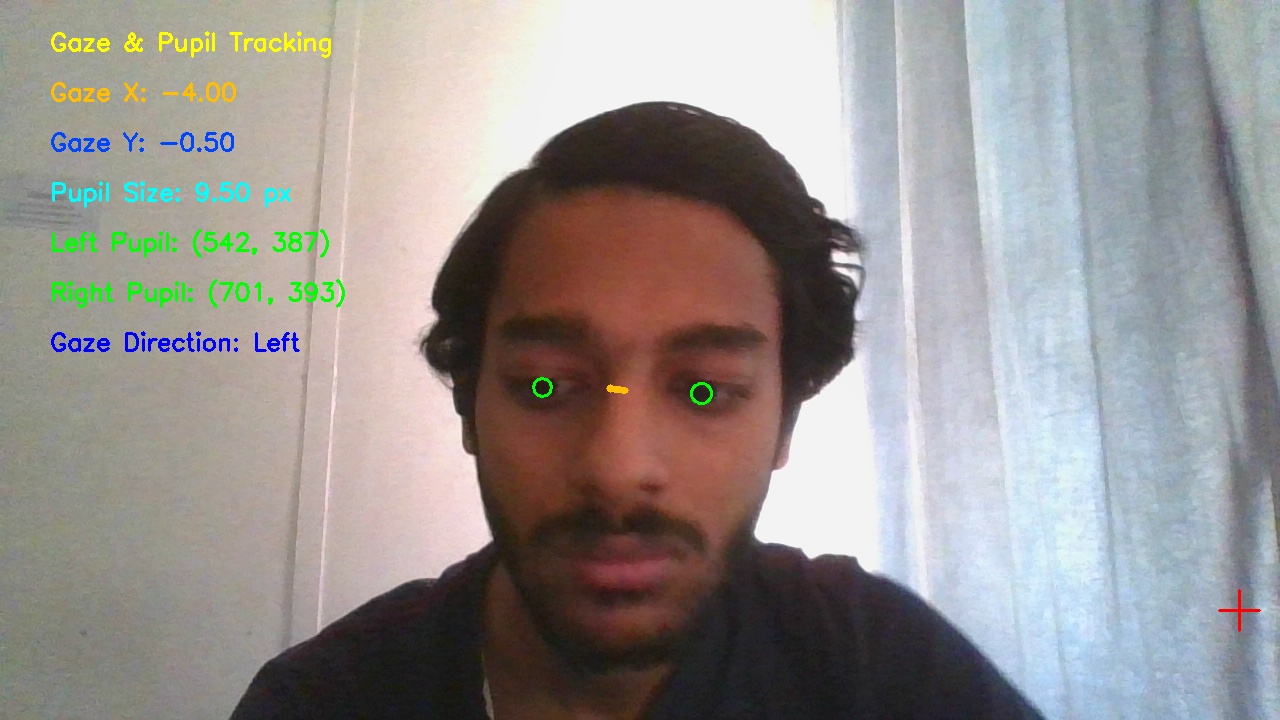 Gaze & Pupil Tracking
Gaze X: -4.00
Gaze Y: -0.50
Pupil Size: 9.50 px
Left Pupil: (542, 387)
Right Pupil: (701, 393)
Gaze Direction: Left